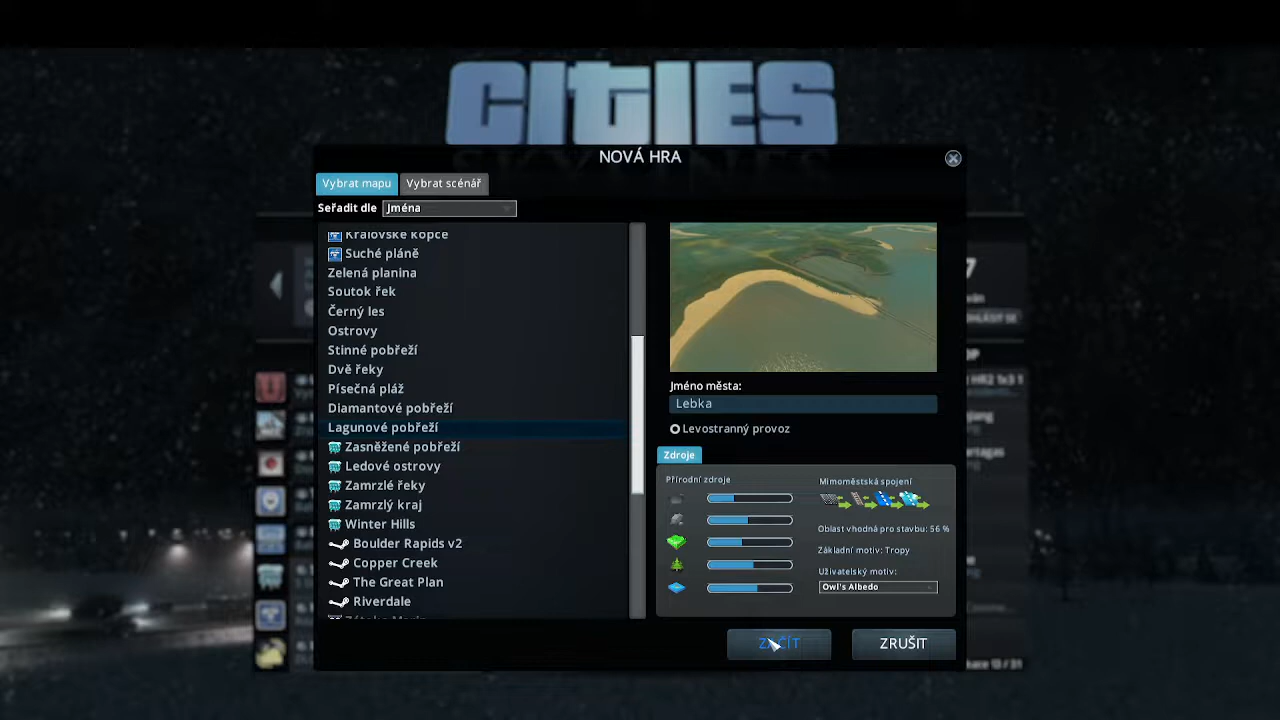 CITIES
NOVÁ HRA
Vybrat mapu
Vybrat scénář
Seřadit dle
Jména
Královské kopce
Suché pláně
Zelená planina
Soutok řek
Černý les
Ostrovy
Stinné pobřeží
Dvě řeky
Písečná pláž
Diamantové pobřeží
Lagunové pobřeží
Zasněžené pobřeží
Ledové ostrovy
Zamrzlé řeky
Zamrzlý kraj
Winter Hills
Boulder Rapids v2
Copper Creek
The Great Plan
Riverdale
Jméno města:
Lebka
Levostranný provoz
Zdroje
Přírodní zdroje
Mimoměstská spojení
Oblast vhodná pro stavbu: 56 %
Základní motiv: Tropy
Uživatelský motiv:
Owl's Albedo
ZAČÍT
ZRUŠIT